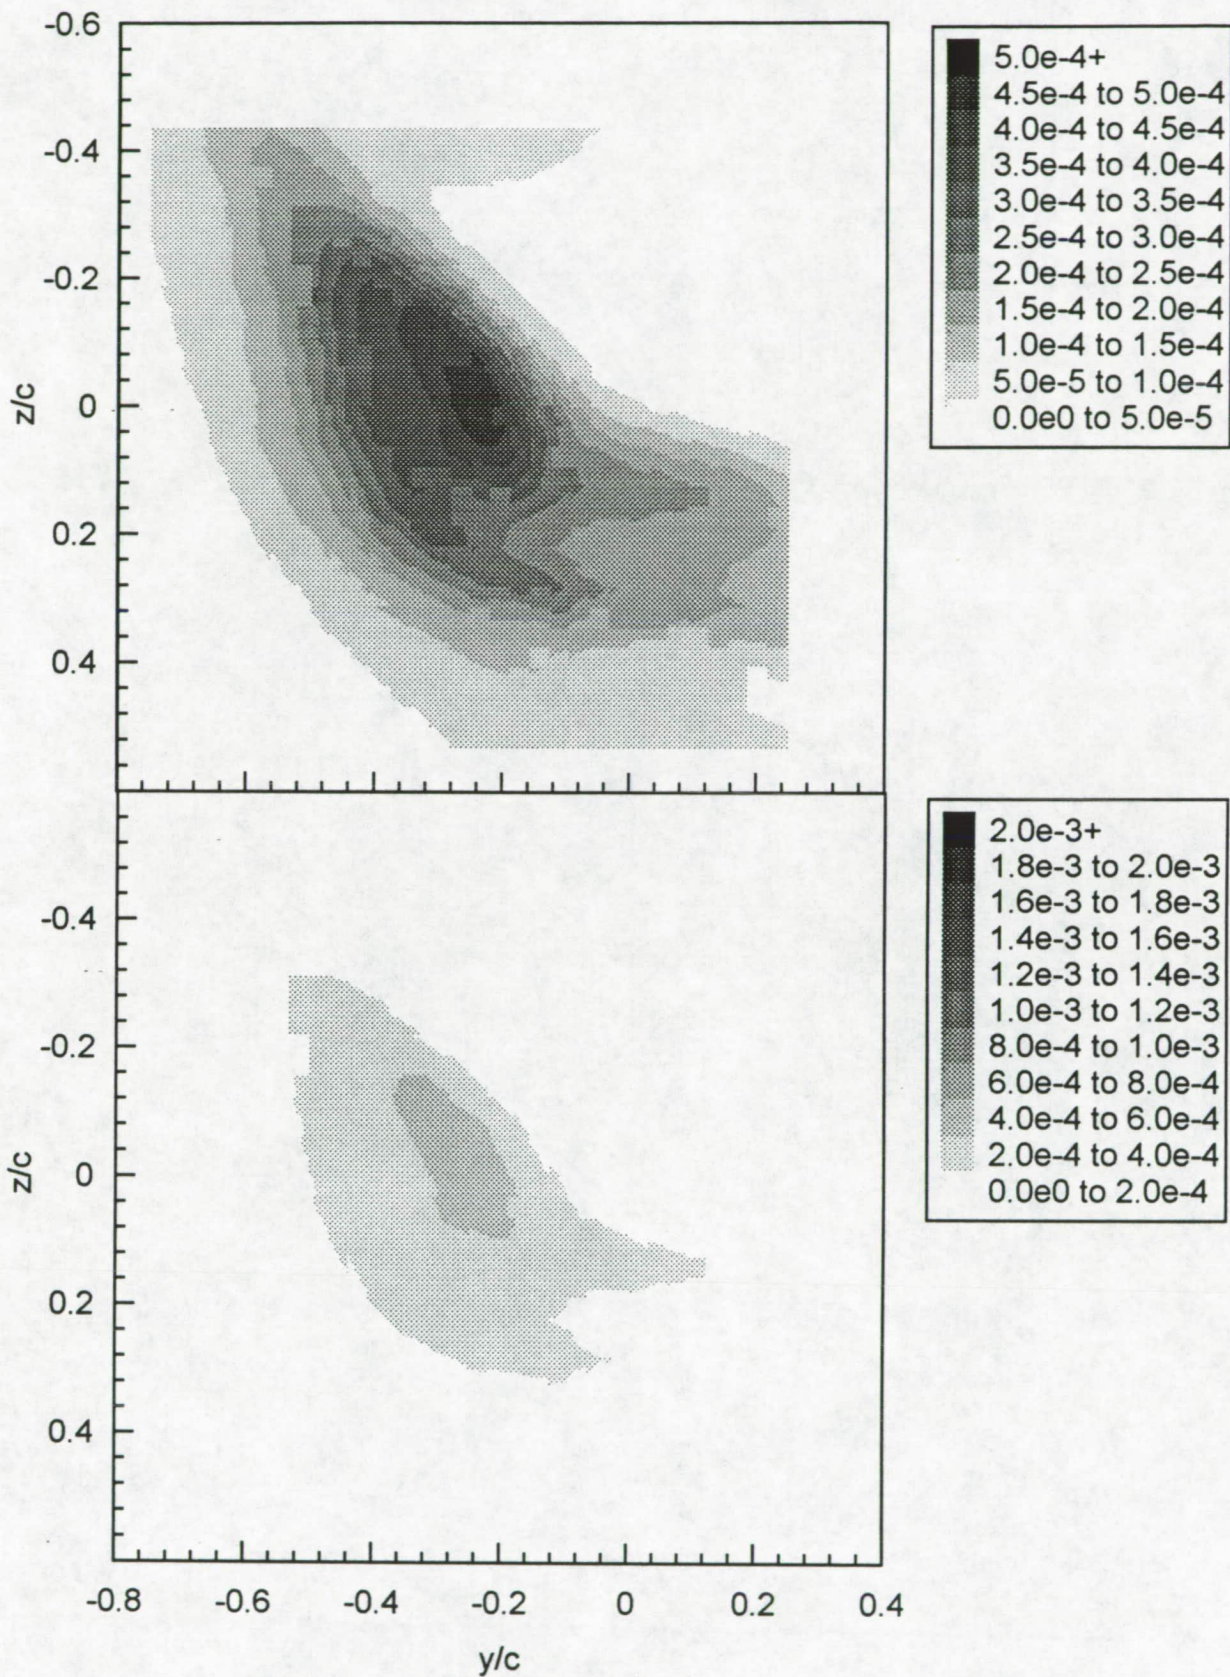 -0.6
-0.4
-0.2
0
0.2
0.4
z/c
5.0e-4+
4.5e-4 to 5.0e-4
4.0e-4 to 4.5e-4
3.5e-4 to 4.0e-4
3.0e-4 to 3.5e-4
2.5e-4 to 3.0e-4
2.0e-4 to 2.5e-4
1.5e-4 to 2.0e-4
1.0e-4 to 1.5e-4
5.0e-5 to 1.0e-4
0.0e0 to 5.0e-5
-0.4
-0.2
0
0.2
0.4
z/c
2.0e-3+
1.8e-3 to 2.0e-3
1.6e-3 to 1.8e-3
1.4e-3 to 1.6e-3
1.2e-3 to 1.4e-3
1.0e-3 to 1.2e-3
8.0e-4 to 1.0e-3
6.0e-4 to 8.0e-4
4.0e-4 to 6.0e-4
2.0e-4 to 4.0e-4
0.0e0 to 2.0e-4
-0.8 -0.6 -0.4 -0.2 0 0.2 0.4
y/c